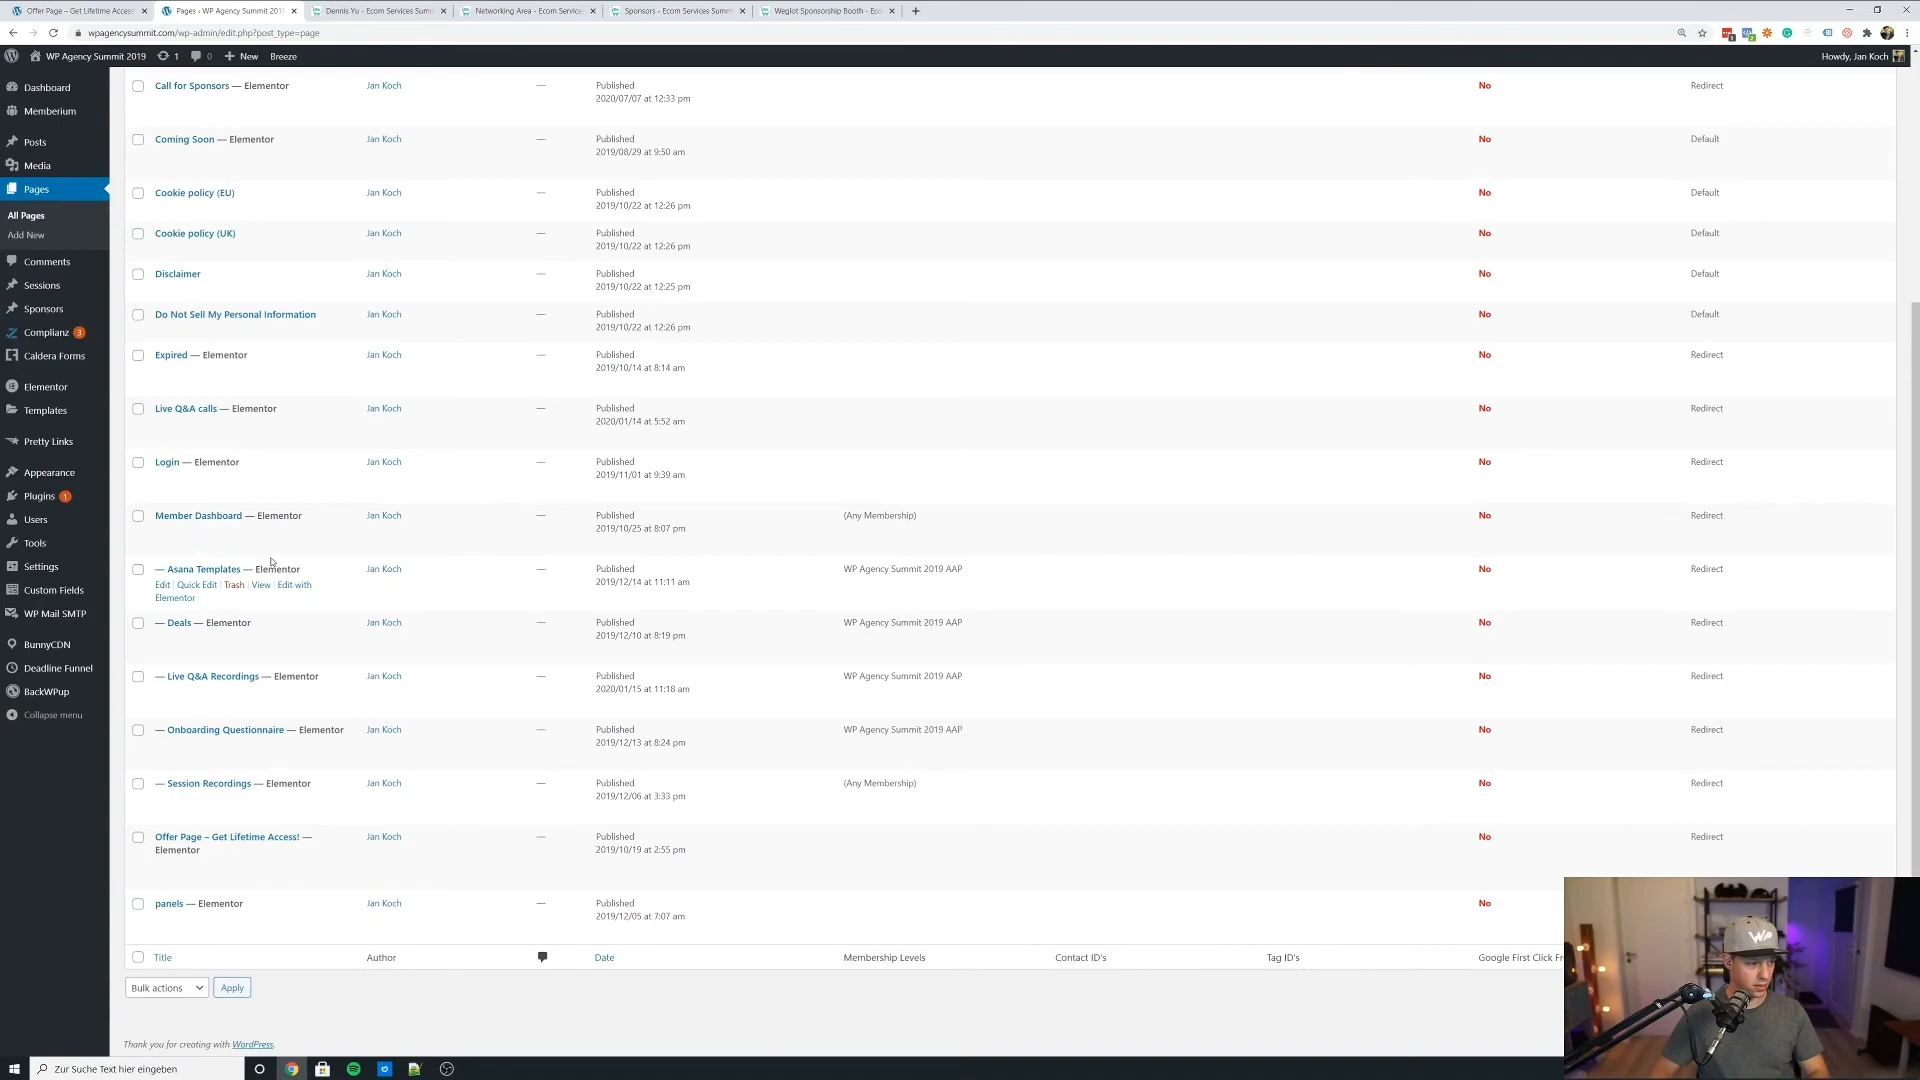 Offer Page – Get Lifetime Access!
Pages ‹ WP Agency Summit 2019
Dennis Yu - Ecom Services Summ
Networking Area - Ecom Service
Sponsors - Ecom Services Summ
Weglot Sponsorship Booth - Ec
wpagencysummit.com/wp-admin/edit.php?post_type=page
WP Agency Summit 2019
1
0
New
Breeze
Howdy, Jan Koch
Dashboard
Memberium
Posts
Media
Pages
All Pages
Add New
Comments
Sessions
Sponsors
Complianz 3
Caldera Forms
Elementor
Templates
Pretty Links
Appearance
Plugins 1
Users
Tools
Settings
Custom Fields
WP Mail SMTP
BunnyCDN
Deadline Funnel
BackWPup
Collapse menu
Call for Sponsors — Elementor Jan Koch — Published No Redirect
2020/07/07 at 12:33 pm
Coming Soon — Elementor Jan Koch — Published No Default
2019/08/29 at 9:50 am
Cookie policy (EU) Jan Koch — Published No Default
2019/10/22 at 12:26 pm
Cookie policy (UK) Jan Koch — Published No Default
2019/10/22 at 12:26 pm
Disclaimer Jan Koch — Published No Default
2019/10/22 at 12:25 pm
Do Not Sell My Personal Information Jan Koch — Published No Default
2019/10/22 at 12:26 pm
Expired — Elementor Jan Koch — Published No Redirect
2019/10/14 at 8:14 am
Live Q&A calls — Elementor Jan Koch — Published No Redirect
2020/01/14 at 5:52 am
Login — Elementor Jan Koch — Published No Redirect
2019/11/01 at 9:39 am
Member Dashboard — Elementor Jan Koch — Published (Any Membership) No Redirect
2019/10/25 at 8:07 pm
— Asana Templates — Elementor Jan Koch — Published WP Agency Summit 2019 AAP No Redirect
2019/12/14 at 11:11 am
Edit | Quick Edit | Trash | View | Edit with
Elementor
— Deals — Elementor Jan Koch — Published WP Agency Summit 2019 AAP No Redirect
2019/12/10 at 8:19 pm
— Live Q&A Recordings — Elementor Jan Koch — Published WP Agency Summit 2019 AAP No Redirect
2020/01/15 at 11:18 am
— Onboarding Questionnaire — Elementor Jan Koch — Published WP Agency Summit 2019 AAP No Redirect
2019/12/13 at 8:24 pm
— Session Recordings — Elementor Jan Koch — Published (Any Membership) No Redirect
2019/12/06 at 3:33 pm
Offer Page – Get Lifetime Access! — Jan Koch — Published No Redirect
Elementor 2019/10/19 at 2:55 pm
panels — Elementor Jan Koch — Published No
2019/12/05 at 7:07 am
Title Author Date Membership Levels Contact ID's Tag ID's Google First Click Fr
Bulk actions Apply
Thank you for creating with WordPress.
WP
Zur Suche Text hier eingeben